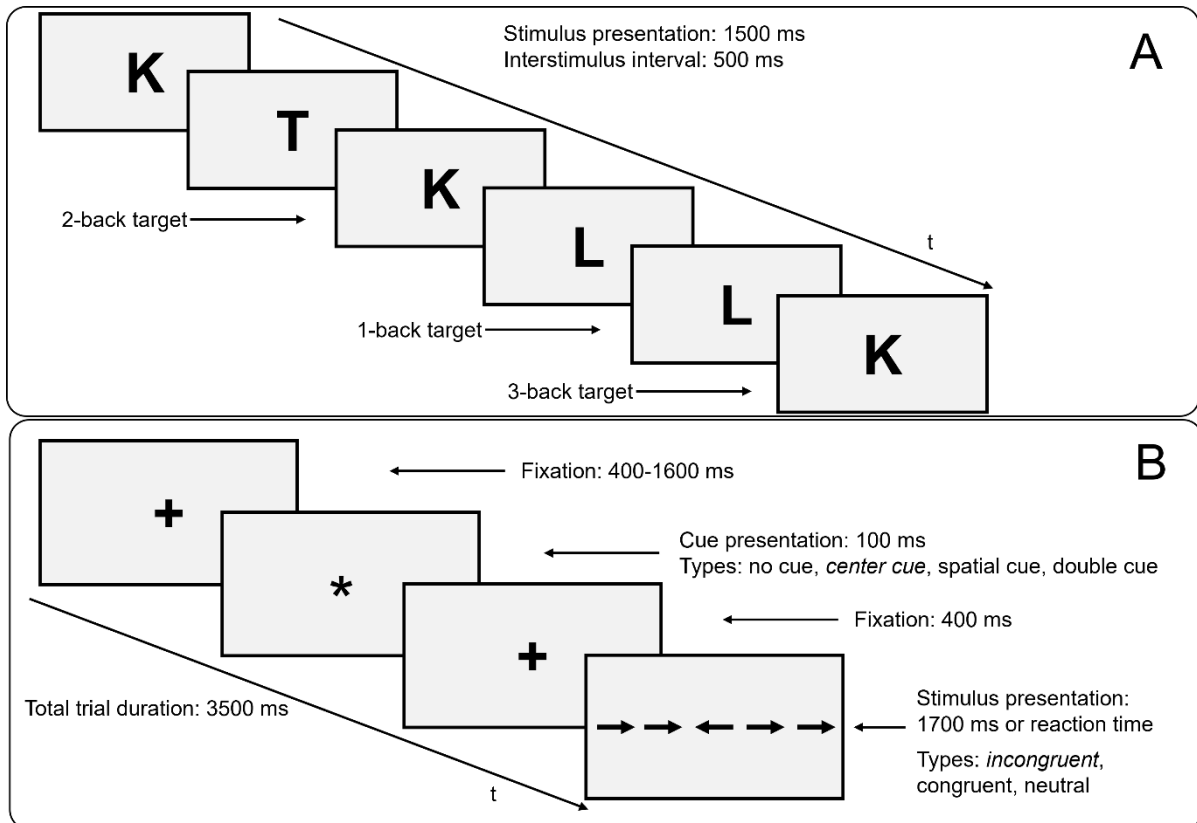 Stimulus presentation: 1500 ms
Interstimulus interval: 500 ms
A
K
T
K
2-back target
L
t
L
1-back target
K
3-back target
B
+
Fixation: 400-1600 ms
Cue presentation: 100 ms
Types: no cue, center cue, spatial cue, double cue
*
Fixation: 400 ms
+
Total trial duration: 3500 ms
Stimulus presentation:
1700 ms or reaction time
Types: incongruent,
congruent, neutral
t